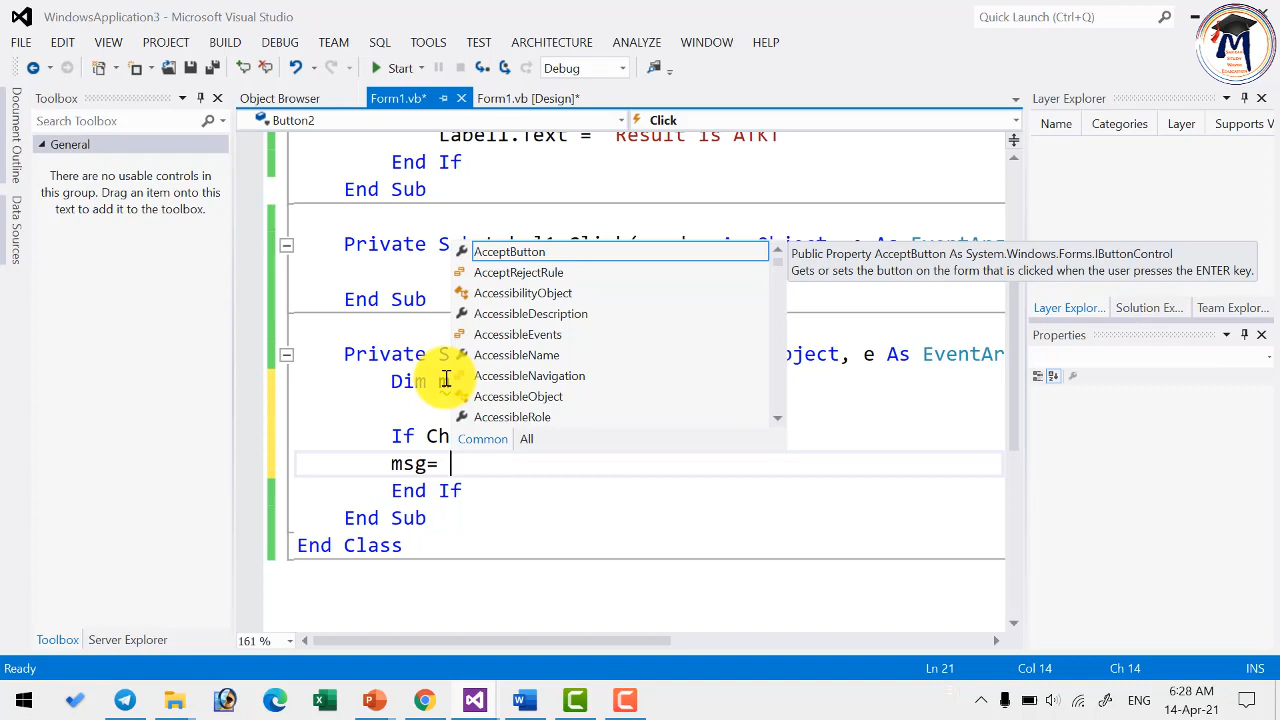 WindowsApplication3 - Microsoft Visual Studio
Quick Launch (Ctrl+Q)
FILE EDIT VIEW PROJECT BUILD DEBUG TEAM SQL TOOLS TEST ARCHITECTURE ANALYZE WINDOW HELP
Start Debug
Document Outline
Data Sources
Toolbox
Search Toolbox
General
There are no usable controls in
this group. Drag an item onto this
text to add it to the toolbox.
Toolbox Server Explorer
Object Browser Form1.vb* Form1.vb [Design]*
Button2 Click
Label1.Text = "Result is ATKT
End If
End Sub
Private
End Sub
Private
Dim
If Ch
msg=
End If
End Sub
End Class
object, e As EventAr
AcceptButton
AcceptRejectRule
AccessibilityObject
AccessibleDescription
AccessibleEvents
AccessibleName
AccessibleNavigation
AccessibleObject
AccessibleRole
Common All
Public Property AcceptButton As System.Windows.Forms.IButtonControl
Gets or sets the button on the form that is clicked when the user presses the ENTER key.
161 %
Layer Explorer
Name Categories Layer Supports V
Layer Explor... Solution Ex... Team Explor...
Properties
Ready Ln 21 Col 14 Ch 14 INS
ENG
6:28 AM
14-Apr-21